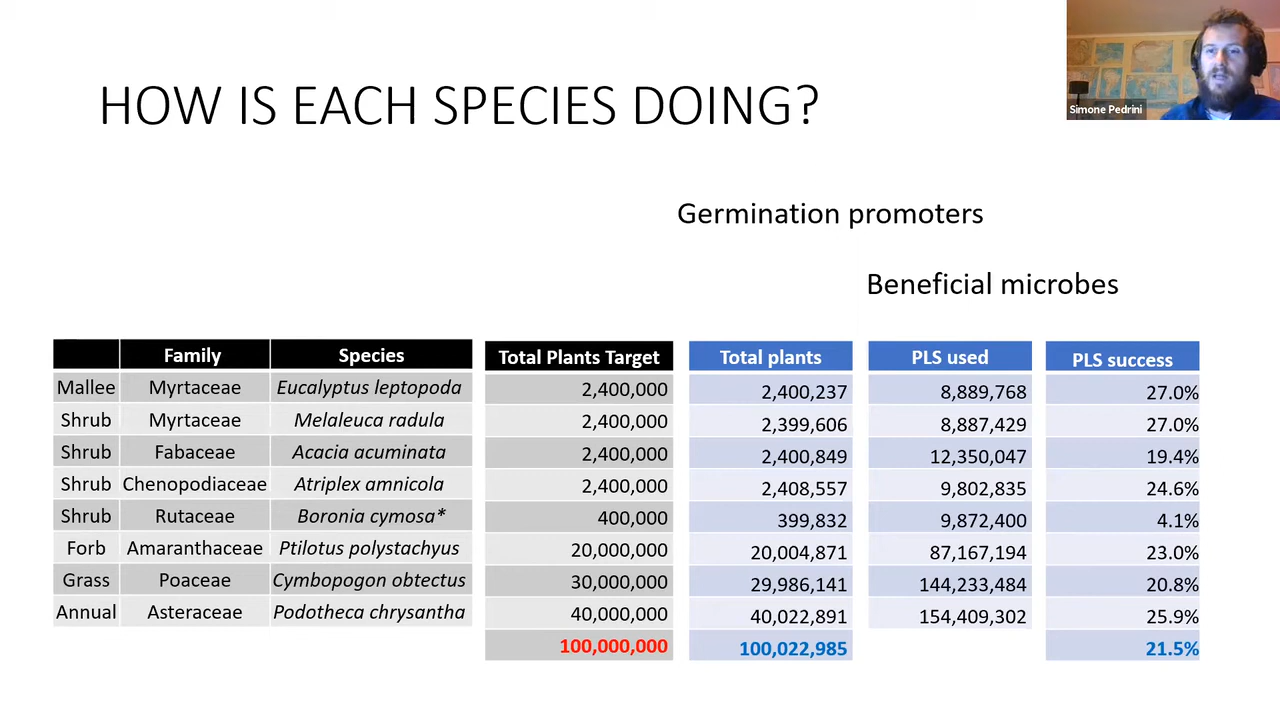 Simone Pedrini
HOW IS EACH SPECIES DOING?
Germination promoters
Beneficial microbes
Family Species Total Plants Target Total plants PLS used PLS success
Mallee Myrtaceae Eucalyptus leptopoda 2,400,000 2,400,237 8,889,768 27.0%
Shrub Myrtaceae Melaleuca radula 2,400,000 2,399,606 8,887,429 27.0%
Shrub Fabaceae Acacia acuminata 2,400,000 2,400,849 12,350,047 19.4%
Shrub Chenopodiaceae Atriplex amnicola 2,400,000 2,408,557 9,802,835 24.6%
Shrub Rutaceae Boronia cymosa* 400,000 399,832 9,872,400 4.1%
Forb Amaranthaceae Ptilotus polystachyus 20,000,000 20,004,871 87,167,194 23.0%
Grass Poaceae Cymbopogon obtectus 30,000,000 29,986,141 144,233,484 20.8%
Annual Asteraceae Podotheca chrysantha 40,000,000 40,022,891 154,409,302 25.9%
100,000,000 100,022,985 21.5%